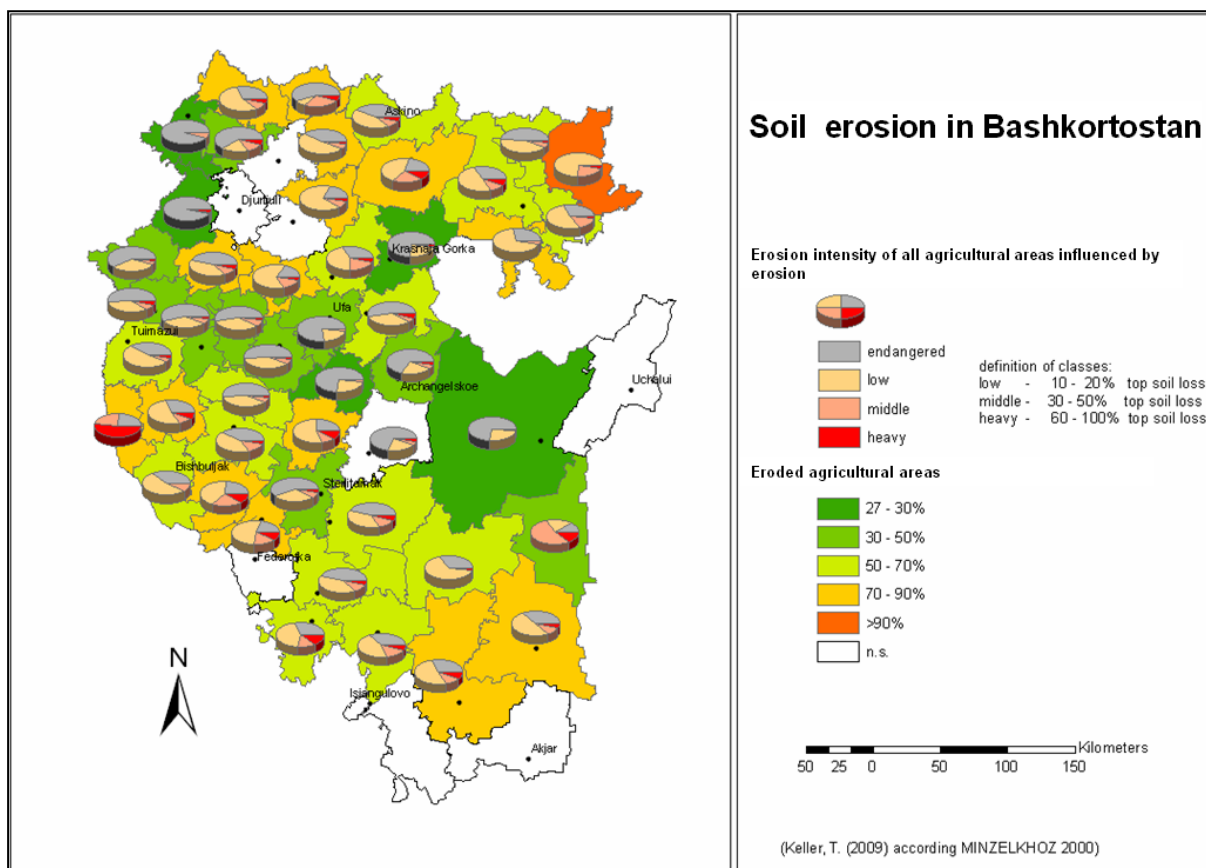 Askino
Djurtjuli
Krasnaja Gorka
Ufa
Tuimazui
Archangelskoe
Uchalui
Bishbuljak
Sterlitamak
Federoska
N
Isjangulovo
Akjar
Soil erosion in Bashkortostan
Erosion intensity of all agricultural areas influenced by
erosion
endangered
low
middle
heavy
definition of classes:
low - 10 - 20% top soil loss
middle - 30 - 50% top soil loss
heavy - 60 - 100% top soil loss
Eroded agricultural areas
27 - 30%
30 - 50%
50 - 70%
70 - 90%
>90%
n.s.
Kilometers
50 25 0 50 100 150
(Keller, T. (2009) according MINZELKHOZ 2000)